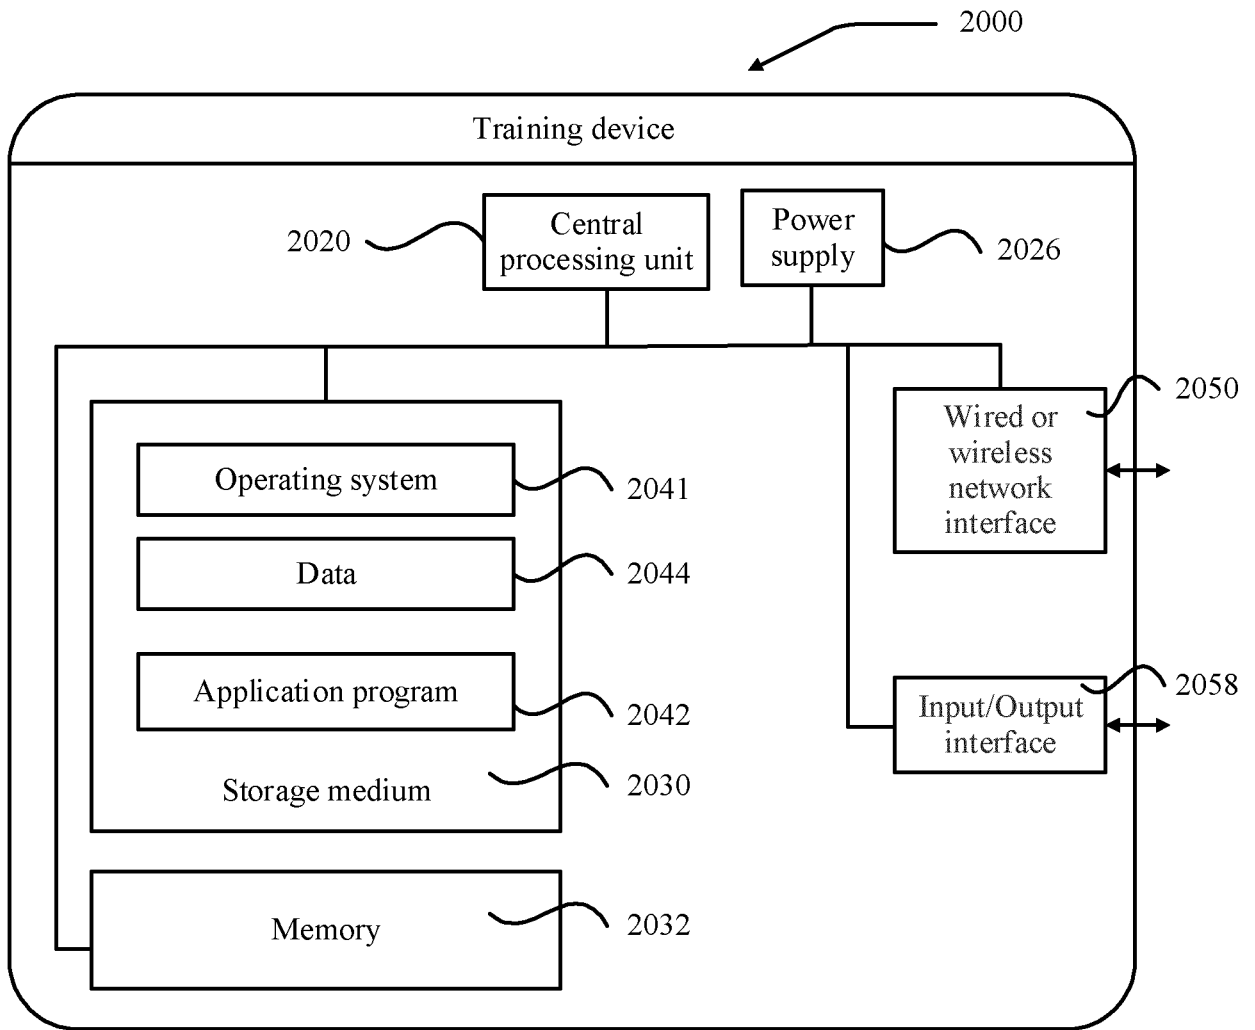 2000
Training device
2020
Central
processing unit
Power
supply
2026
2050
Wired or
wireless
network
interface
Operating system
2041
Data
2044
Application program
2042
2058
Input/Output
interface
Storage medium
2030
Memory
2032